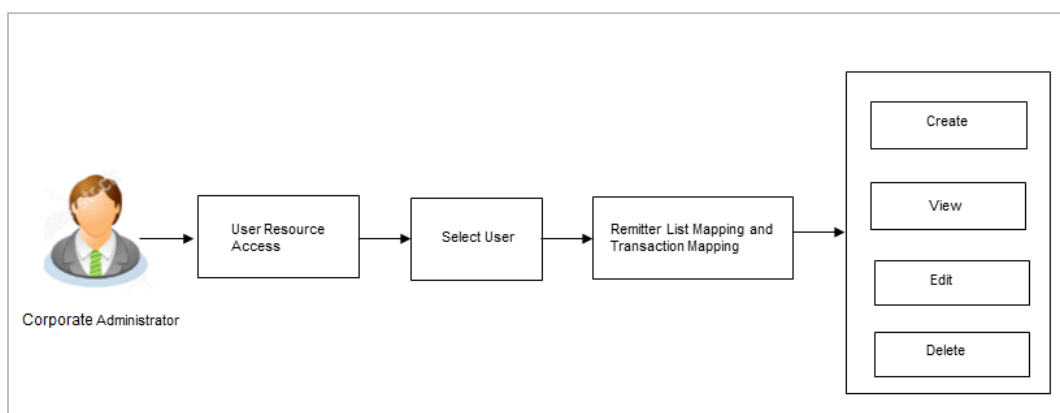 Corporate Administrator
User Resource
Access
Select User
Remitter List Mapping and
Transaction Mapping
Create
View
Edit
Delete